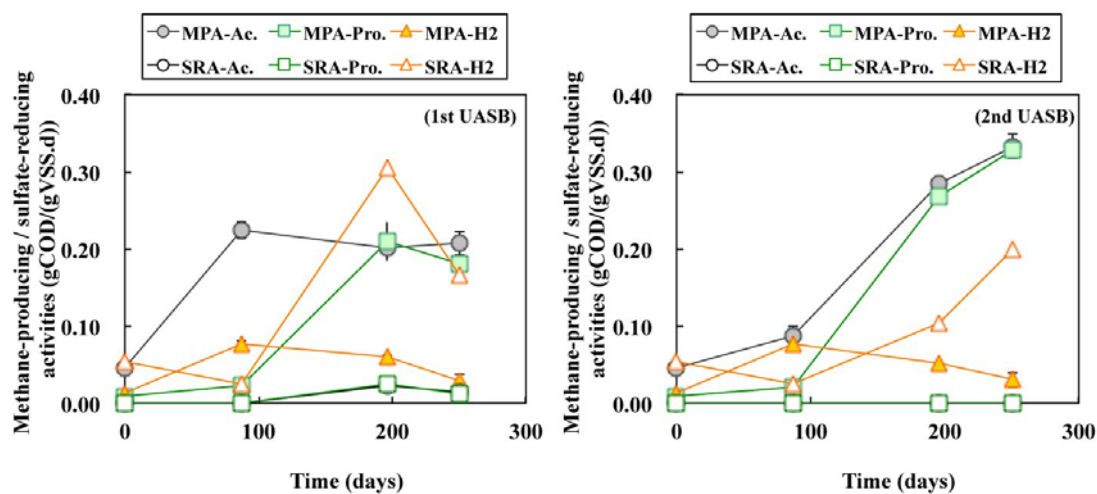 MPA-Ac. MPA-Pro. MPA-H2
SRA-Ac. SRA-Pro. SRA-H2
0.40
0.30
0.20
0.10
0.00
(1st UASB)
0 100 200 300
Time (days)
Methane-producing / sulfate-reducing
activities (gCOD/(gVSS.d))
MPA-Ac. MPA-Pro. MPA-H2
SRA-Ac. SRA-Pro. SRA-H2
0.40
0.30
0.20
0.10
0.00
(2nd UASB)
0 100 200 300
Time (days)
Methane-producing / sulfate-reducing
activities (gCOD/(gVSS.d))